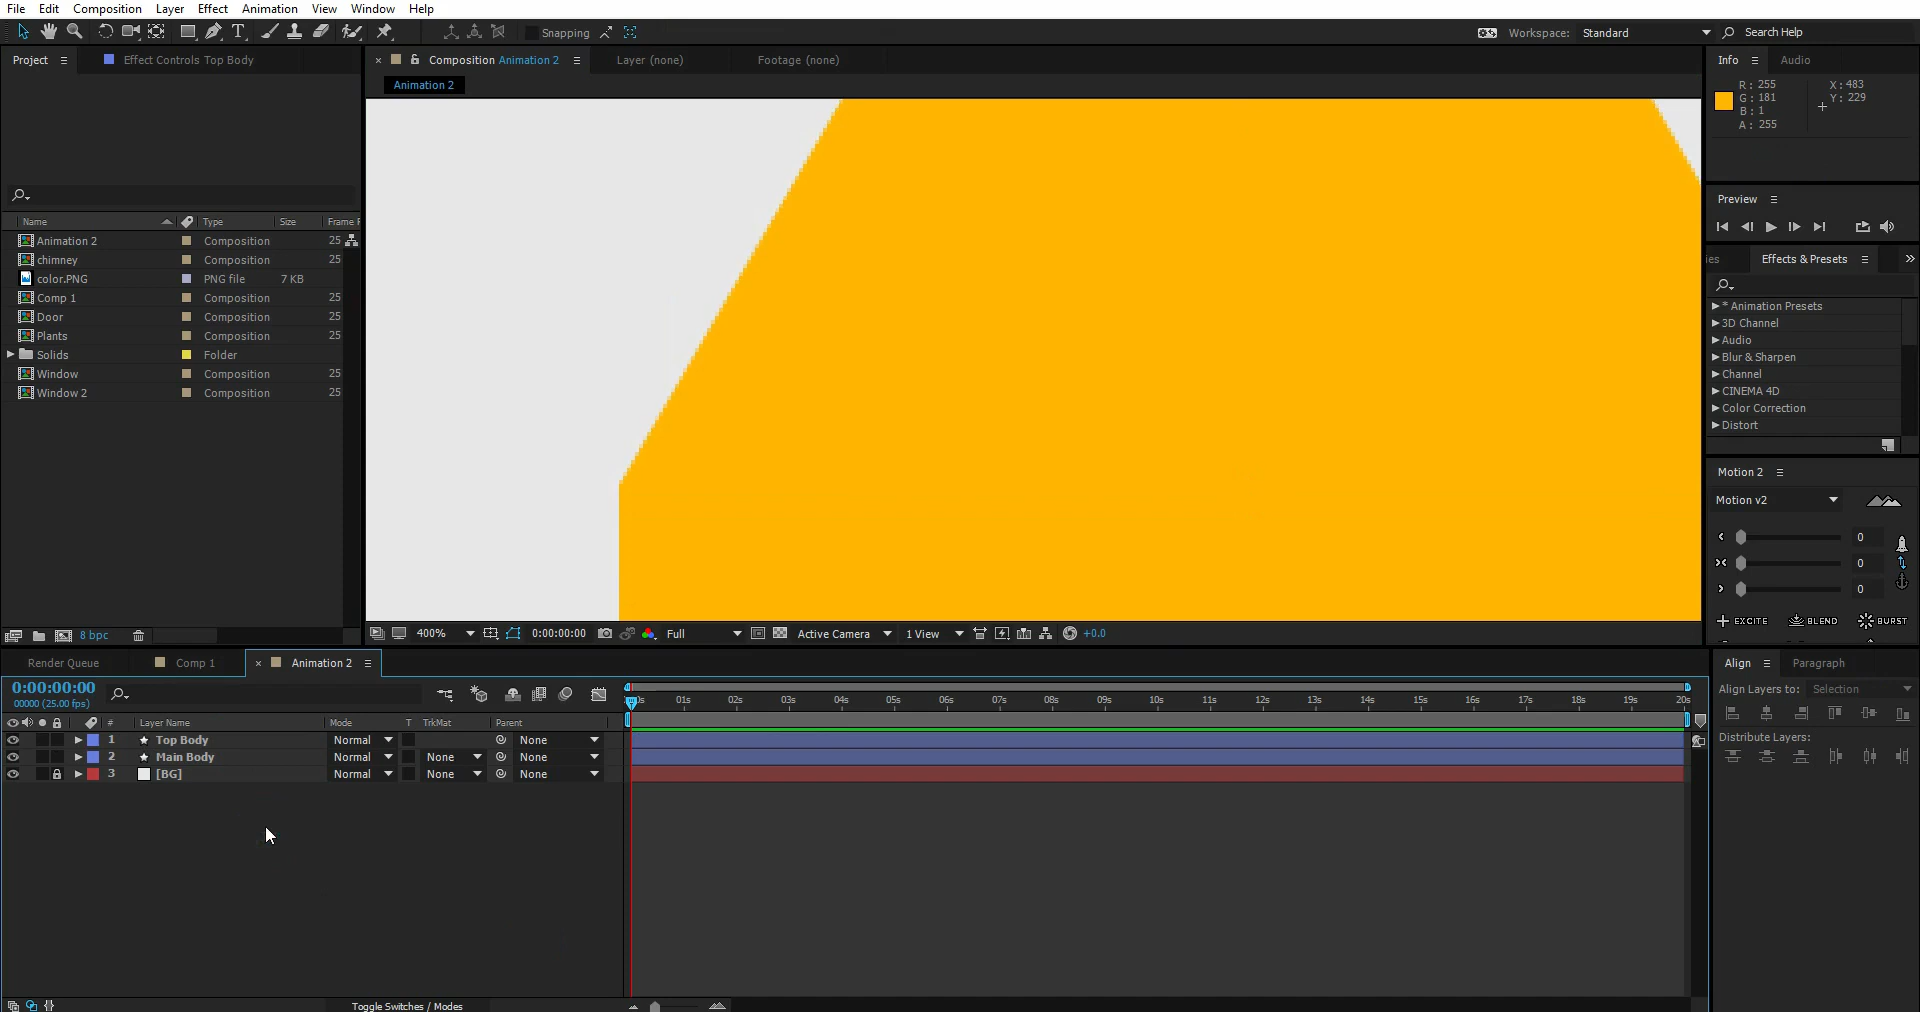 File Edit Composition Layer Effect Animation View Window Help
Snapping Workspace: Standard Search Help
Project Effect Controls Top Body
Composition Animation 2 Layer (none) Footage (none)
Animation 2
Info Audio
R: 255
G: 181
B: 1
A: 255
X: 483
Y: 229
Name Type Size Frame F
Animation 2 Composition 25
chimney Composition 25
color.PNG PNG file 7 KB
Comp 1 Composition 25
Door Composition 25
Plants Composition 25
Solids Folder
Window Composition 25
Window 2 Composition 25
8 bpc
400% 0:00:00:00 Full Active Camera 1 View +0.0
Preview
ies Effects & Presets
* Animation Presets
3D Channel
Audio
Blur & Sharpen
Channel
CINEMA 4D
Color Correction
Distort
Motion 2
Motion v2
0
0
0
EXCITE BLEND BURST
Render Queue Comp 1 Animation 2
0:00:00:00
00000 (25.00 fps)
0s 01s 02s 03s 04s 05s 06s 07s 08s 09s 10s 11s 12s 13s 14s 15s 16s 17s 18s 19s 20s
# Layer Name Mode T TrkMat Parent
1 Top Body Normal None
2 Main Body Normal None None
3 [BG] Normal None None
Toggle Switches / Modes
Align Paragraph
Align Layers to: Selection
Distribute Layers: